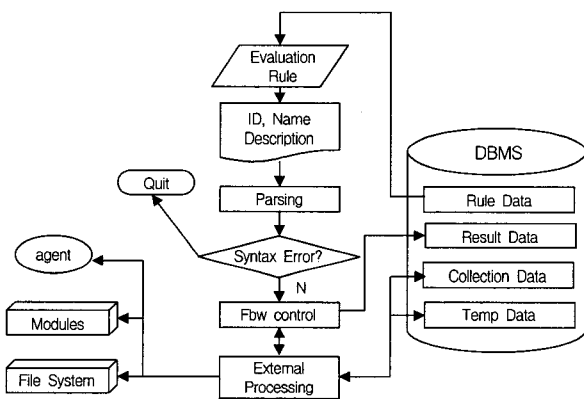 Evaluation
Rule
ID, Name
Description
DBMS
Quit
Parsing
Rule Data
Result Data
agent
Syntax Error?
Collection Data
N
Modules
Fbw control
Temp Data
File System
External
Processing